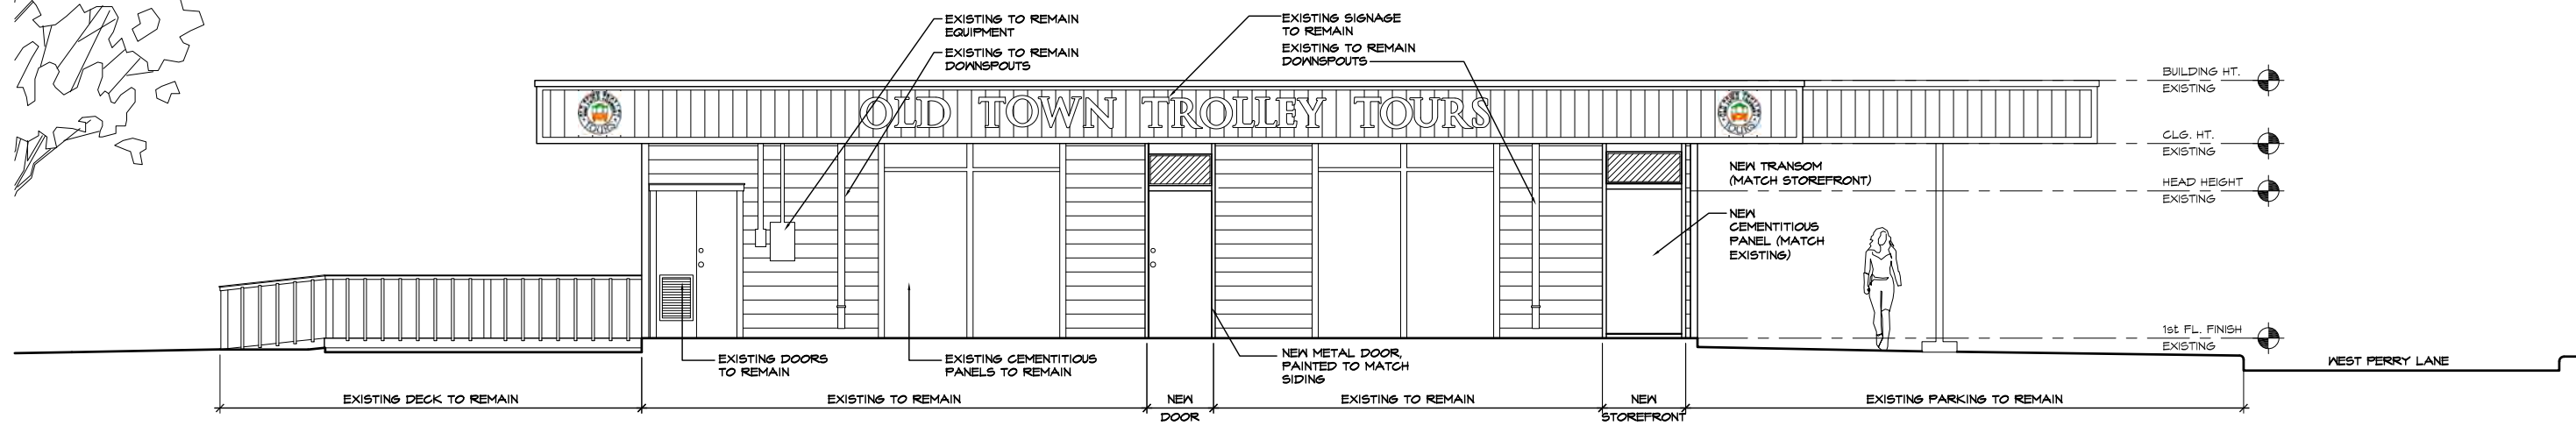 EXISTING TO REMAIN
EQUIPMENT
EXISTING TO REMAIN
DOWNSPOUTS
EXISTING SIGNAGE
TO REMAIN
EXISTING TO REMAIN
DOWNSPOUTS
BUILDING HT.
EXISTING
TOURS
OLD TOWN TROLLEY TOURS
TOURS
CLG. HT.
EXISTING
NEW TRANSOM
(MATCH STOREFRONT)
HEAD HEIGHT
EXISTING
NEW
CEMENTITIOUS
PANEL (MATCH
EXISTING)
1st FL. FINISH
EXISTING
EXISTING DOORS
TO REMAIN
EXISTING CEMENTITIOUS
PANELS TO REMAIN
NEW METAL DOOR,
PAINTED TO MATCH
SIDING
WEST PERRY LANE
EXISTING DECK TO REMAIN
EXISTING TO REMAIN
NEW
DOOR
EXISTING TO REMAIN
NEW
STOREFRONT
EXISTING PARKING TO REMAIN